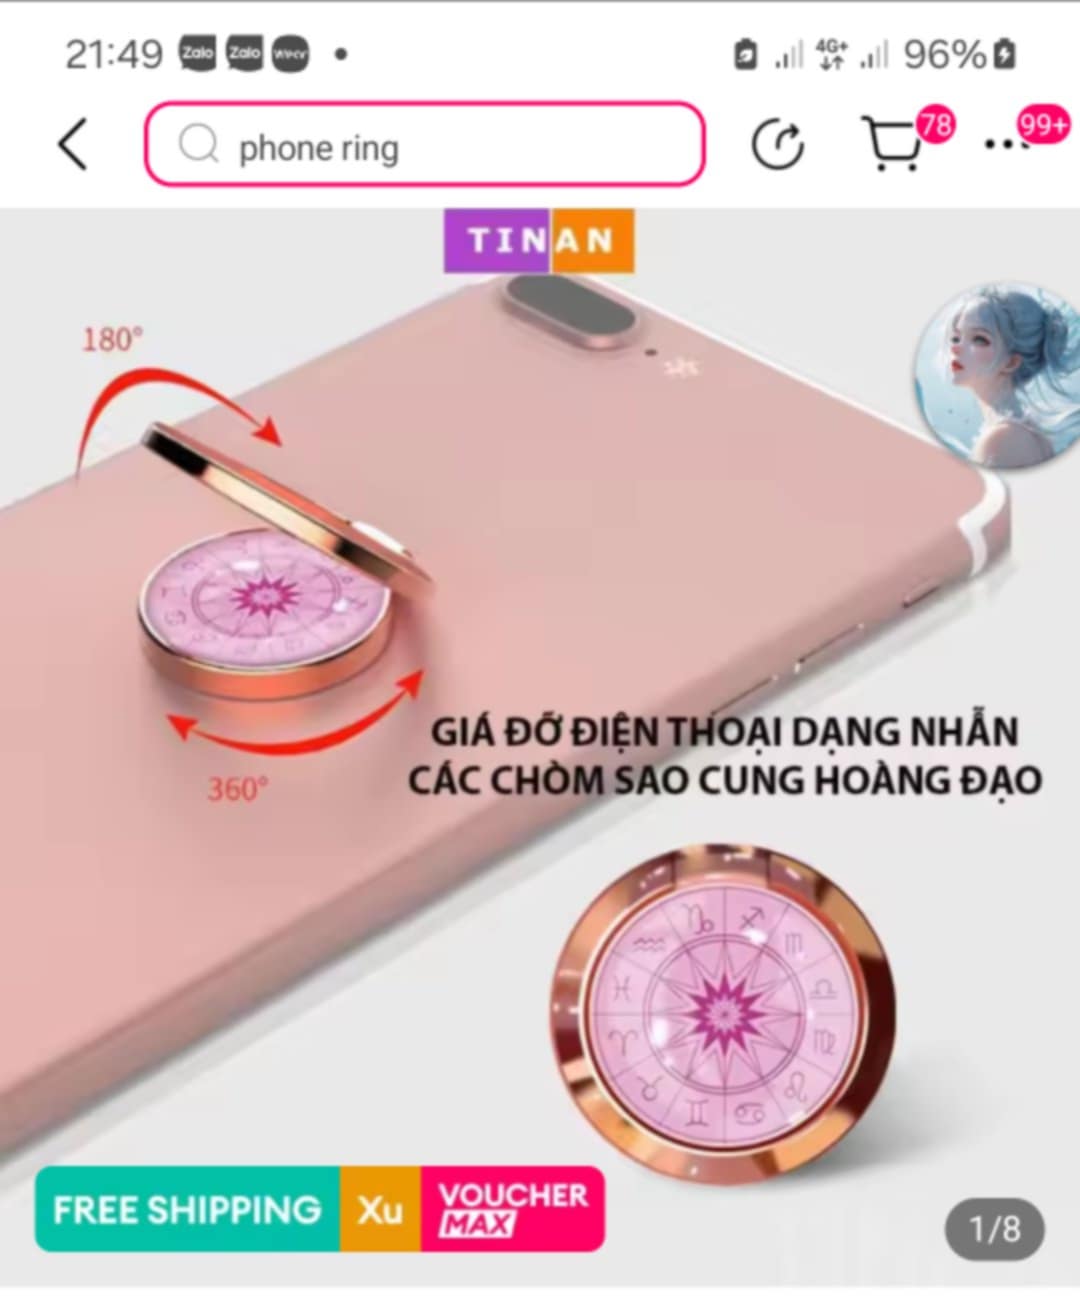 21:49 Zalo Zalo 4G+ 96%
phone ring 78 99+
TINAN
180°
360°
GIÁ ĐỠ ĐIỆN THOẠI DẠNG NHẪN
CÁC CHÒM SAO CUNG HOÀNG ĐẠO
FREE SHIPPING Xu VOUCHER
MAX
1/8